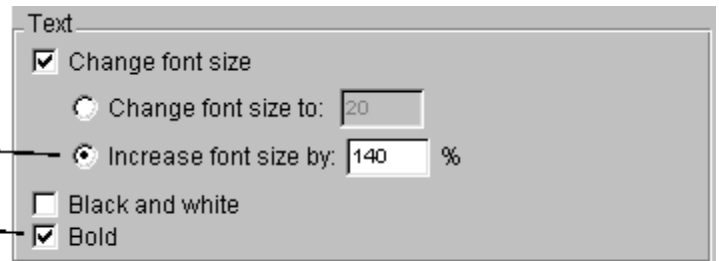 Text
Change font size
Change font size to: 20
Increase font size by: 140 %
Black and white
Bold